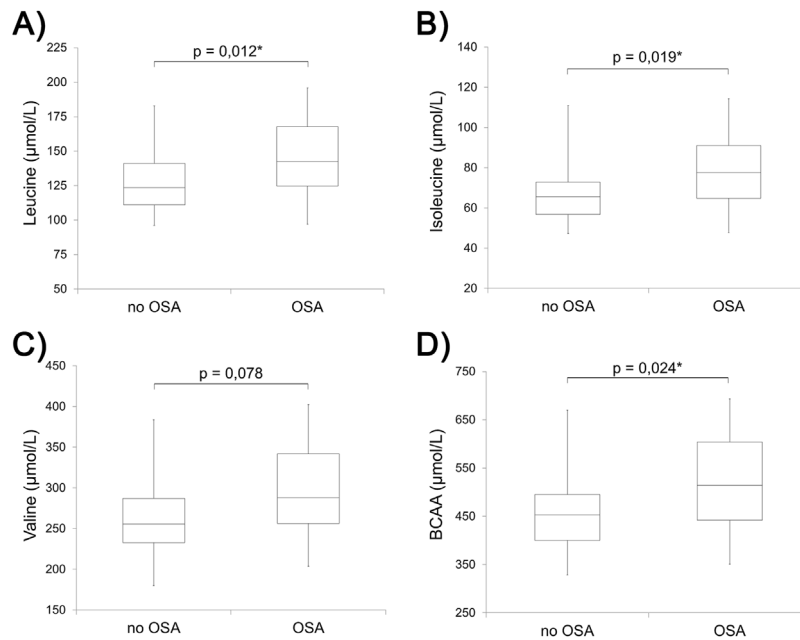 A)
p = 0,012*
Leucine (µmol/L)
225
200
175
150
125
100
75
50
no OSA
OSA
B)
p = 0,019*
Isoleucine (µmol/L)
140
120
100
80
60
40
20
no OSA
OSA
C)
p = 0,078
Valine (µmol/L)
450
400
350
300
250
200
150
no OSA
OSA
D)
p = 0,024*
BCAA (µmol/L)
750
650
550
450
350
250
no OSA
OSA